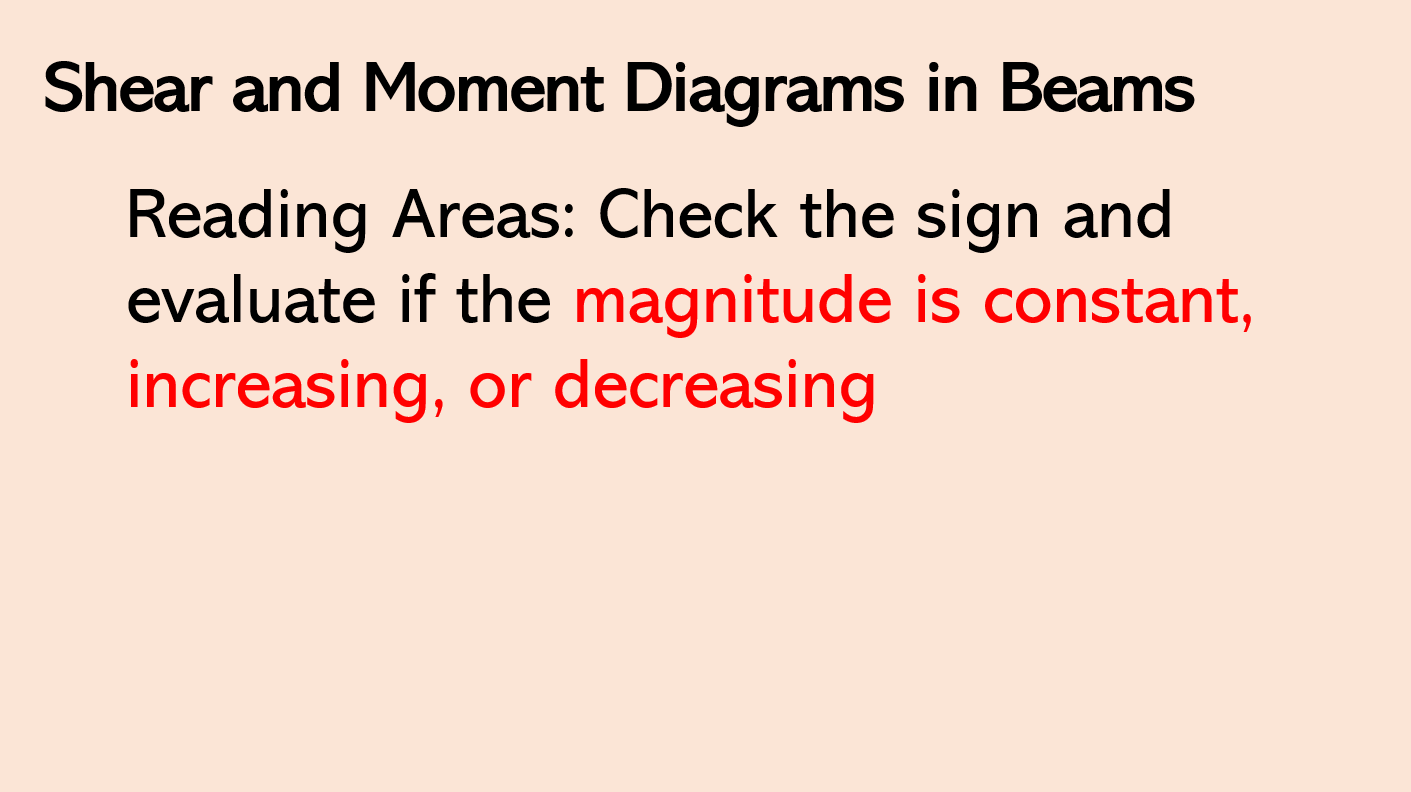 Shear and Moment Diagrams in Beams
Reading Areas: Check the sign and
evaluate if the magnitude is constant,
increasing, or decreasing